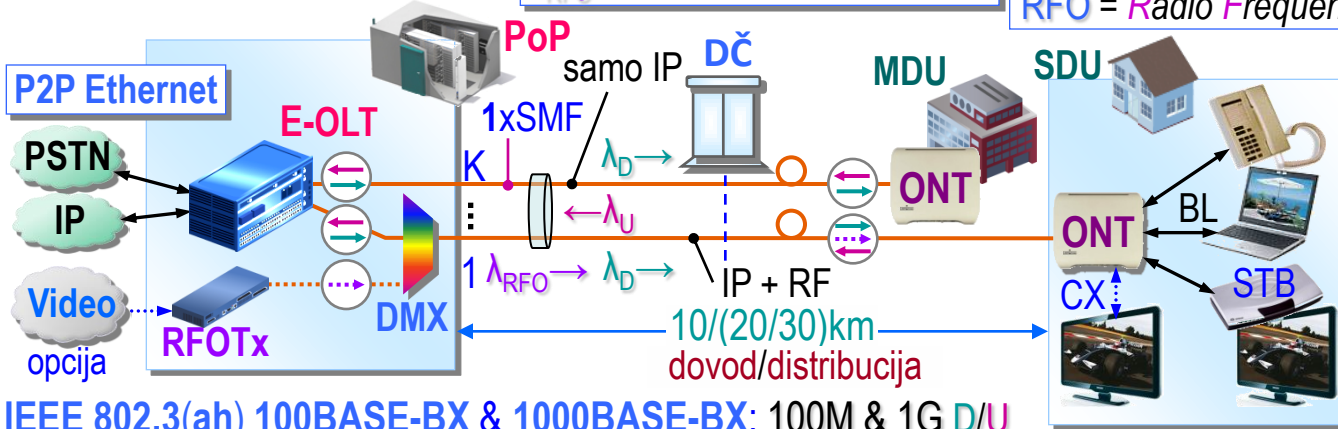 RFO = Radio Frequen
PoP
DČ
MDU
SDU
P2P Ethernet
samo IP
E-OLT
1xSMF
PSTN
IP
K
λD→
ONT
←λU
ONT
BL
⋮
1 λRFO→ λD→
IP + RF
Video
opcija
RFOTx
DMX
10/(20/30)km
dovod/distribucija
CX
STB
IEEE 802.3(ah) 100BASE-BX & 1000BASE-BX: 100M & 1G D/U